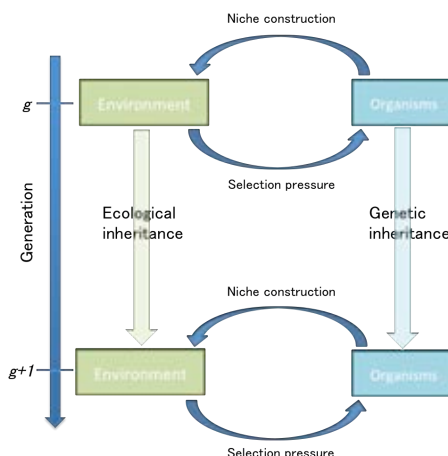 Niche construction
g
Environment
Organisms
Selection pressure
Generation
Ecological
inheritance
Genetic
inheritance
Niche construction
g+1
Environment
Organisms
Selection pressure